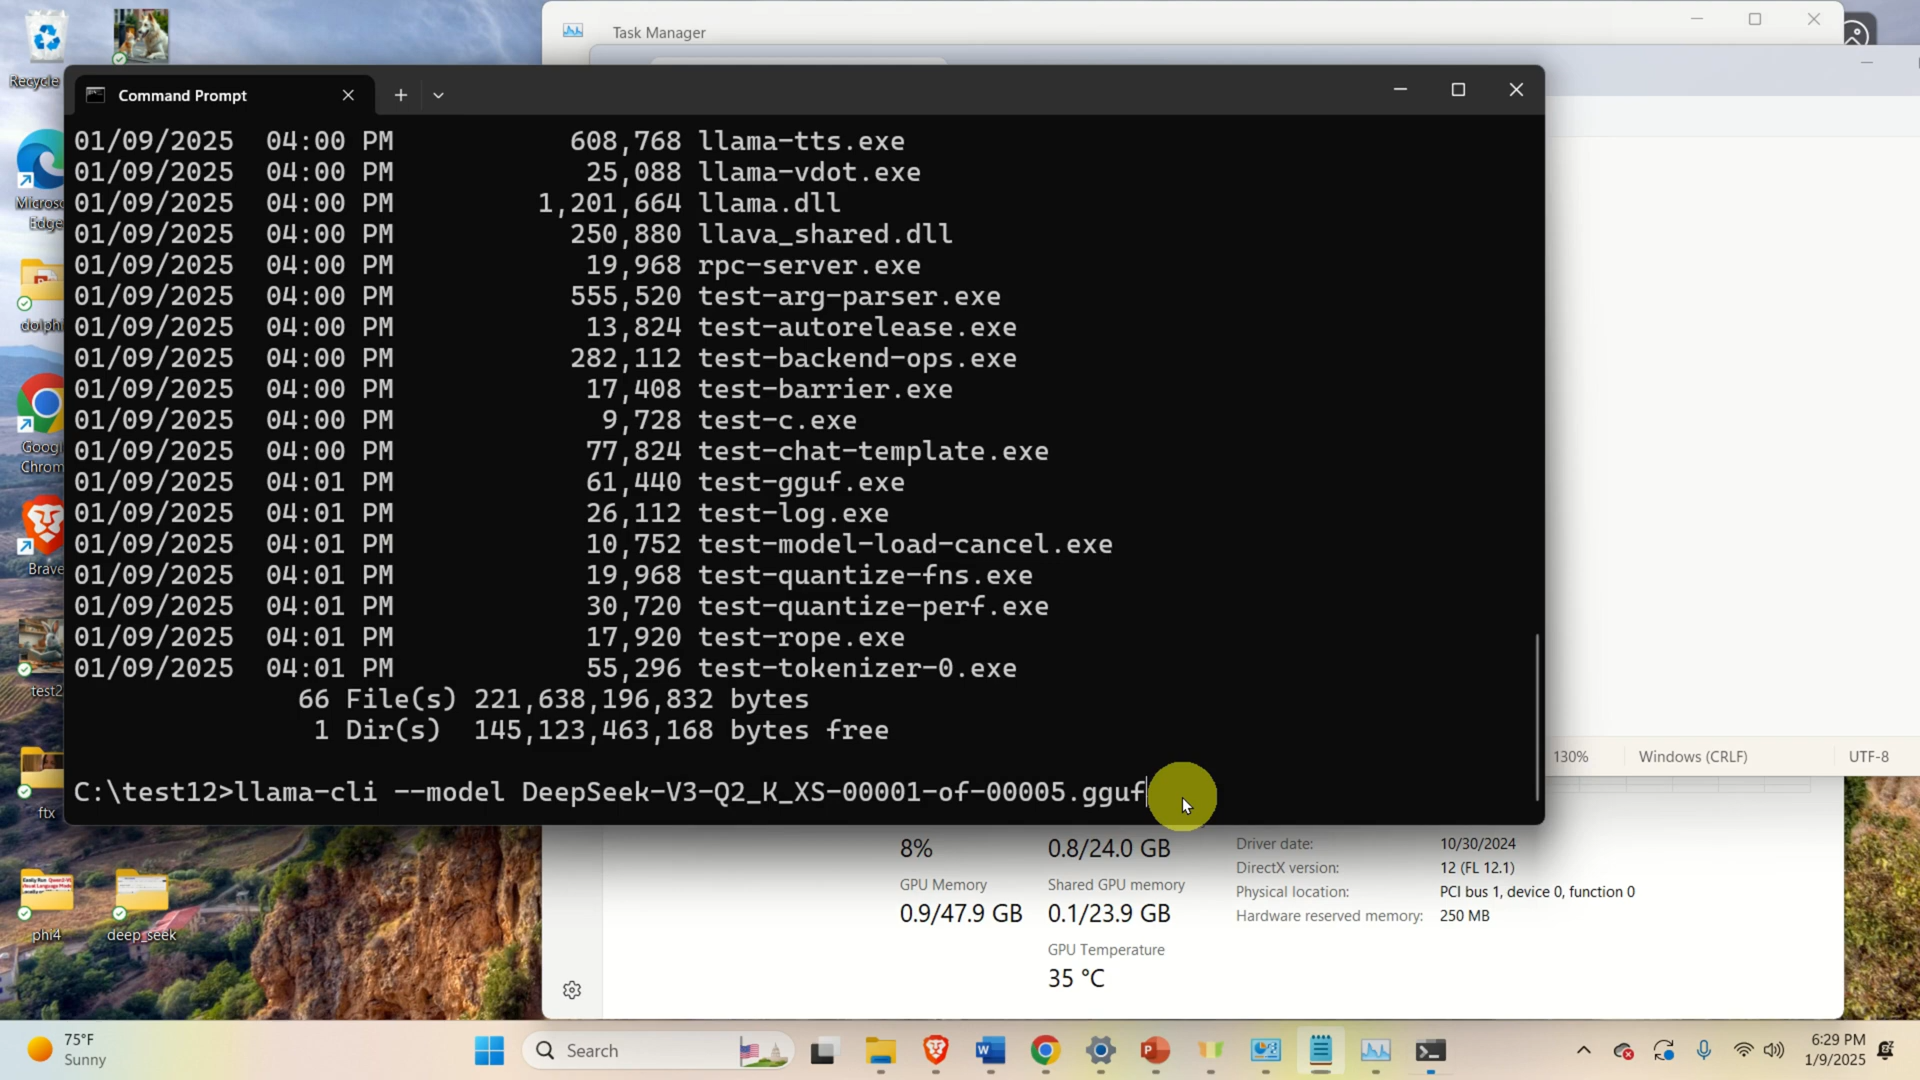 Task Manager
Recycle
Command Prompt
01/09/2025  04:00 PM           608,768 llama-tts.exe
01/09/2025  04:00 PM            25,088 llama-vdot.exe
01/09/2025  04:00 PM         1,201,664 llama.dll
01/09/2025  04:00 PM           250,880 llava_shared.dll
01/09/2025  04:00 PM            19,968 rpc-server.exe
01/09/2025  04:00 PM           555,520 test-arg-parser.exe
01/09/2025  04:00 PM            13,824 test-autorelease.exe
01/09/2025  04:00 PM           282,112 test-backend-ops.exe
01/09/2025  04:00 PM            17,408 test-barrier.exe
01/09/2025  04:00 PM             9,728 test-c.exe
01/09/2025  04:00 PM            77,824 test-chat-template.exe
01/09/2025  04:01 PM            61,440 test-gguf.exe
01/09/2025  04:01 PM            26,112 test-log.exe
01/09/2025  04:01 PM            10,752 test-model-load-cancel.exe
01/09/2025  04:01 PM            19,968 test-quantize-fns.exe
01/09/2025  04:01 PM            30,720 test-quantize-perf.exe
01/09/2025  04:01 PM            17,920 test-rope.exe
01/09/2025  04:01 PM            55,296 test-tokenizer-0.exe
66 File(s) 221,638,196,832 bytes
1 Dir(s)  145,123,463,168 bytes free
C:\test12>llama-cli --model DeepSeek-V3-Q2_K_XS-00001-of-00005.gguf
Micros
Edge
dolphi
Googl
Chrom
Brave
test2
ftx
phi4
deep_seek
130%
Windows (CRLF)
UTF-8
8%
0.8/24.0 GB
GPU Memory
Shared GPU memory
0.9/47.9 GB
0.1/23.9 GB
GPU Temperature
35 °C
Driver date: 10/30/2024
DirectX version: 12 (FL 12.1)
Physical location: PCI bus 1, device 0, function 0
Hardware reserved memory: 250 MB
75°F
Sunny
Search
6:29 PM
1/9/2025